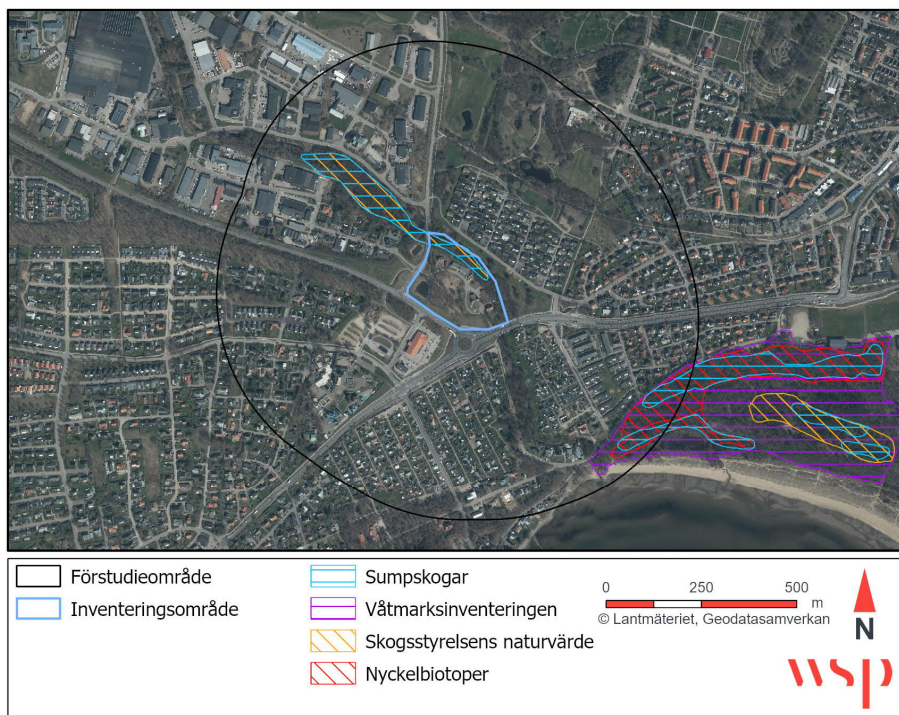 Förstudieområde
Inventeringsområde
Sumpskogar
Våtmarksinventeringen
Skogsstyrelsens naturvärde
Nyckelbiotoper
0 250 500
m
© Lantmäteriet, Geodatasamverkan
N
wsp